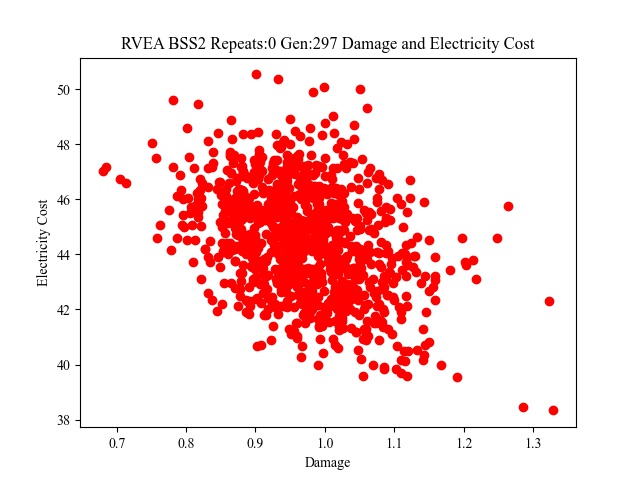 RVEA BSS2 Repeats:0 Gen:297 Damage and Electricity Cost
50
48
46
44
42
40
38
Electricity Cost
0.7 0.8 0.9 1.0 1.1 1.2 1.3
Damage